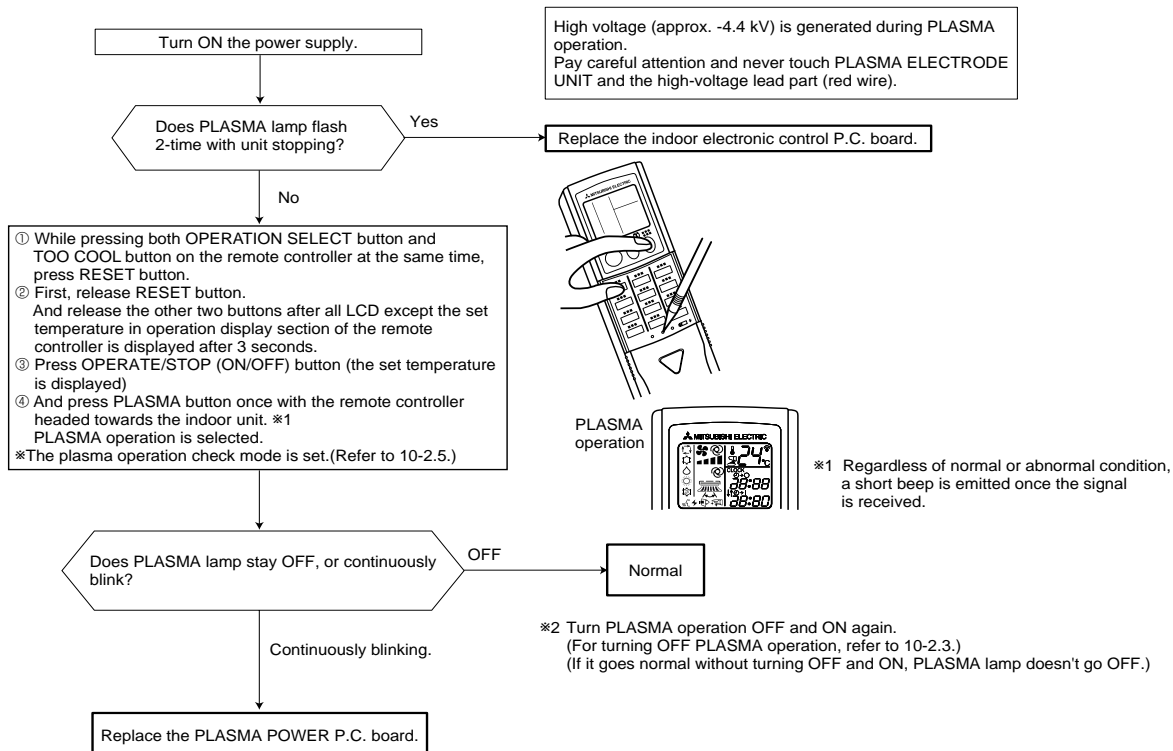 Turn ON the power supply.
High voltage (approx. -4.4 kV) is generated during PLASMA
operation.
Pay careful attention and never touch PLASMA ELECTRODE
UNIT and the high-voltage lead part (red wire).
Does PLASMA lamp flash
2-time with unit stopping?
Yes
Replace the indoor electronic control P.C. board.
No
① While pressing both OPERATION SELECT button and
TOO COOL button on the remote controller at the same time,
press RESET button.
② First, release RESET button.
And release the other two buttons after all LCD except the set
temperature in operation display section of the remote
controller is displayed after 3 seconds.
③ Press OPERATE/STOP (ON/OFF) button (the set temperature
is displayed)
④ And press PLASMA button once with the remote controller
headed towards the indoor unit. ※1
PLASMA operation is selected.
※The plasma operation check mode is set.(Refer to 10-2.5.)
MITSUBISHI ELECTRIC
PLASMA
operation
MITSUBISHI ELECTRIC
CLOCK
※1 Regardless of normal or abnormal condition,
a short beep is emitted once the signal
is received.
Does PLASMA lamp stay OFF, or continuously
blink?
OFF
Normal
※2 Turn PLASMA operation OFF and ON again.
(For turning OFF PLASMA operation, refer to 10-2.3.)
(If it goes normal without turning OFF and ON, PLASMA lamp doesn't go OFF.)
Continuously blinking.
Replace the PLASMA POWER P.C. board.